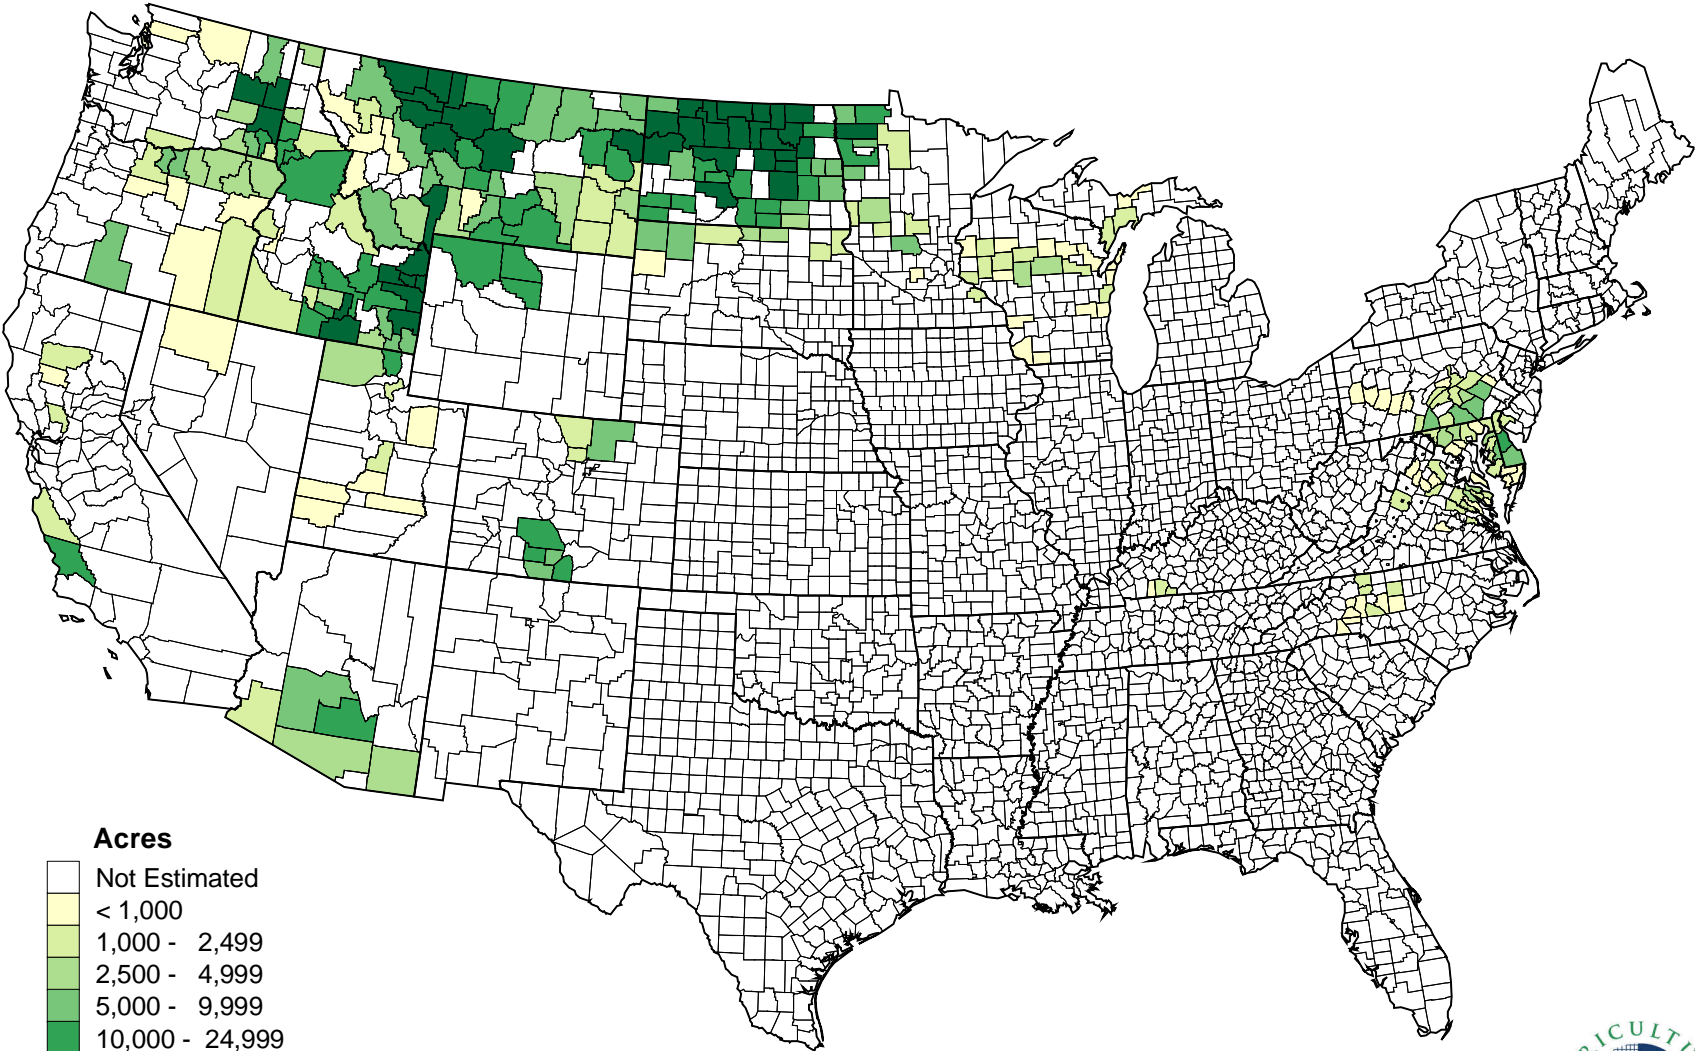 Acres
Not Estimated
< 1,000
1,000 - 2,499
2,500 - 4,999
5,000 - 9,999
10,000 - 24,999